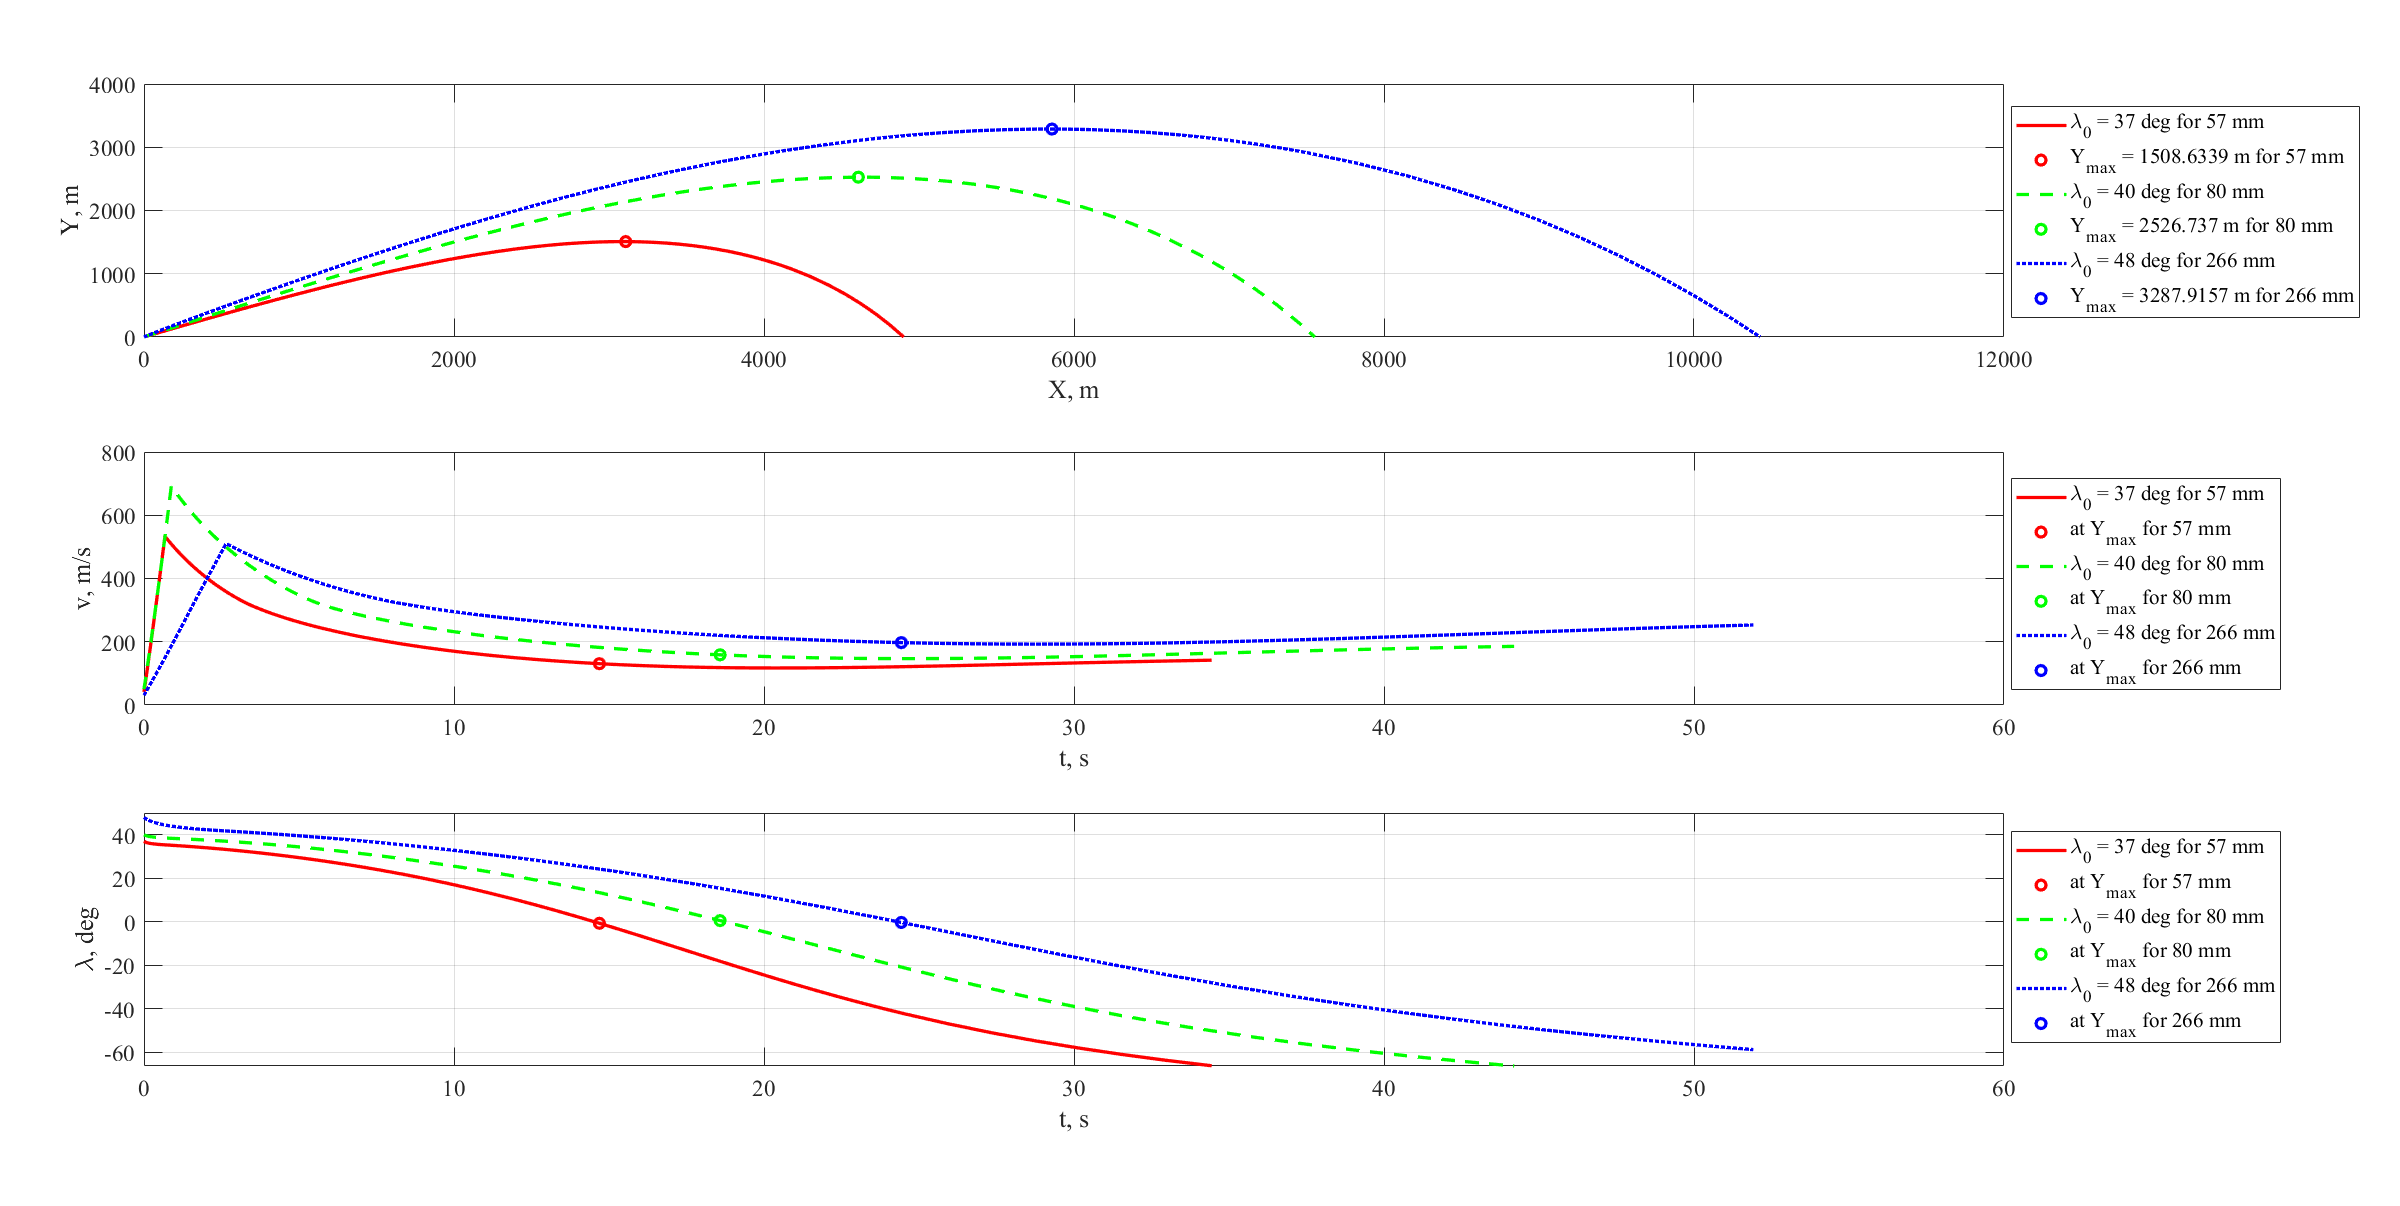 4000
3000
2000
1000
0
Y, m
0 2000 4000 6000 8000 10000 12000
X, m
λ0 = 37 deg for 57 mm
Ymax = 1508.6339 m for 57 mm
λ0 = 40 deg for 80 mm
Ymax = 2526.737 m for 80 mm
λ0 = 48 deg for 266 mm
Ymax = 3287.9157 m for 266 mm
800
600
400
200
0
v, m/s
0 10 20 30 40 50 60
t, s
λ0 = 37 deg for 57 mm
at Ymax for 57 mm
λ0 = 40 deg for 80 mm
at Ymax for 80 mm
λ0 = 48 deg for 266 mm
at Ymax for 266 mm
40
20
0
-20
-40
-60
λ, deg
0 10 20 30 40 50 60
t, s
λ0 = 37 deg for 57 mm
at Ymax for 57 mm
λ0 = 40 deg for 80 mm
at Ymax for 80 mm
λ0 = 48 deg for 266 mm
at Ymax for 266 mm